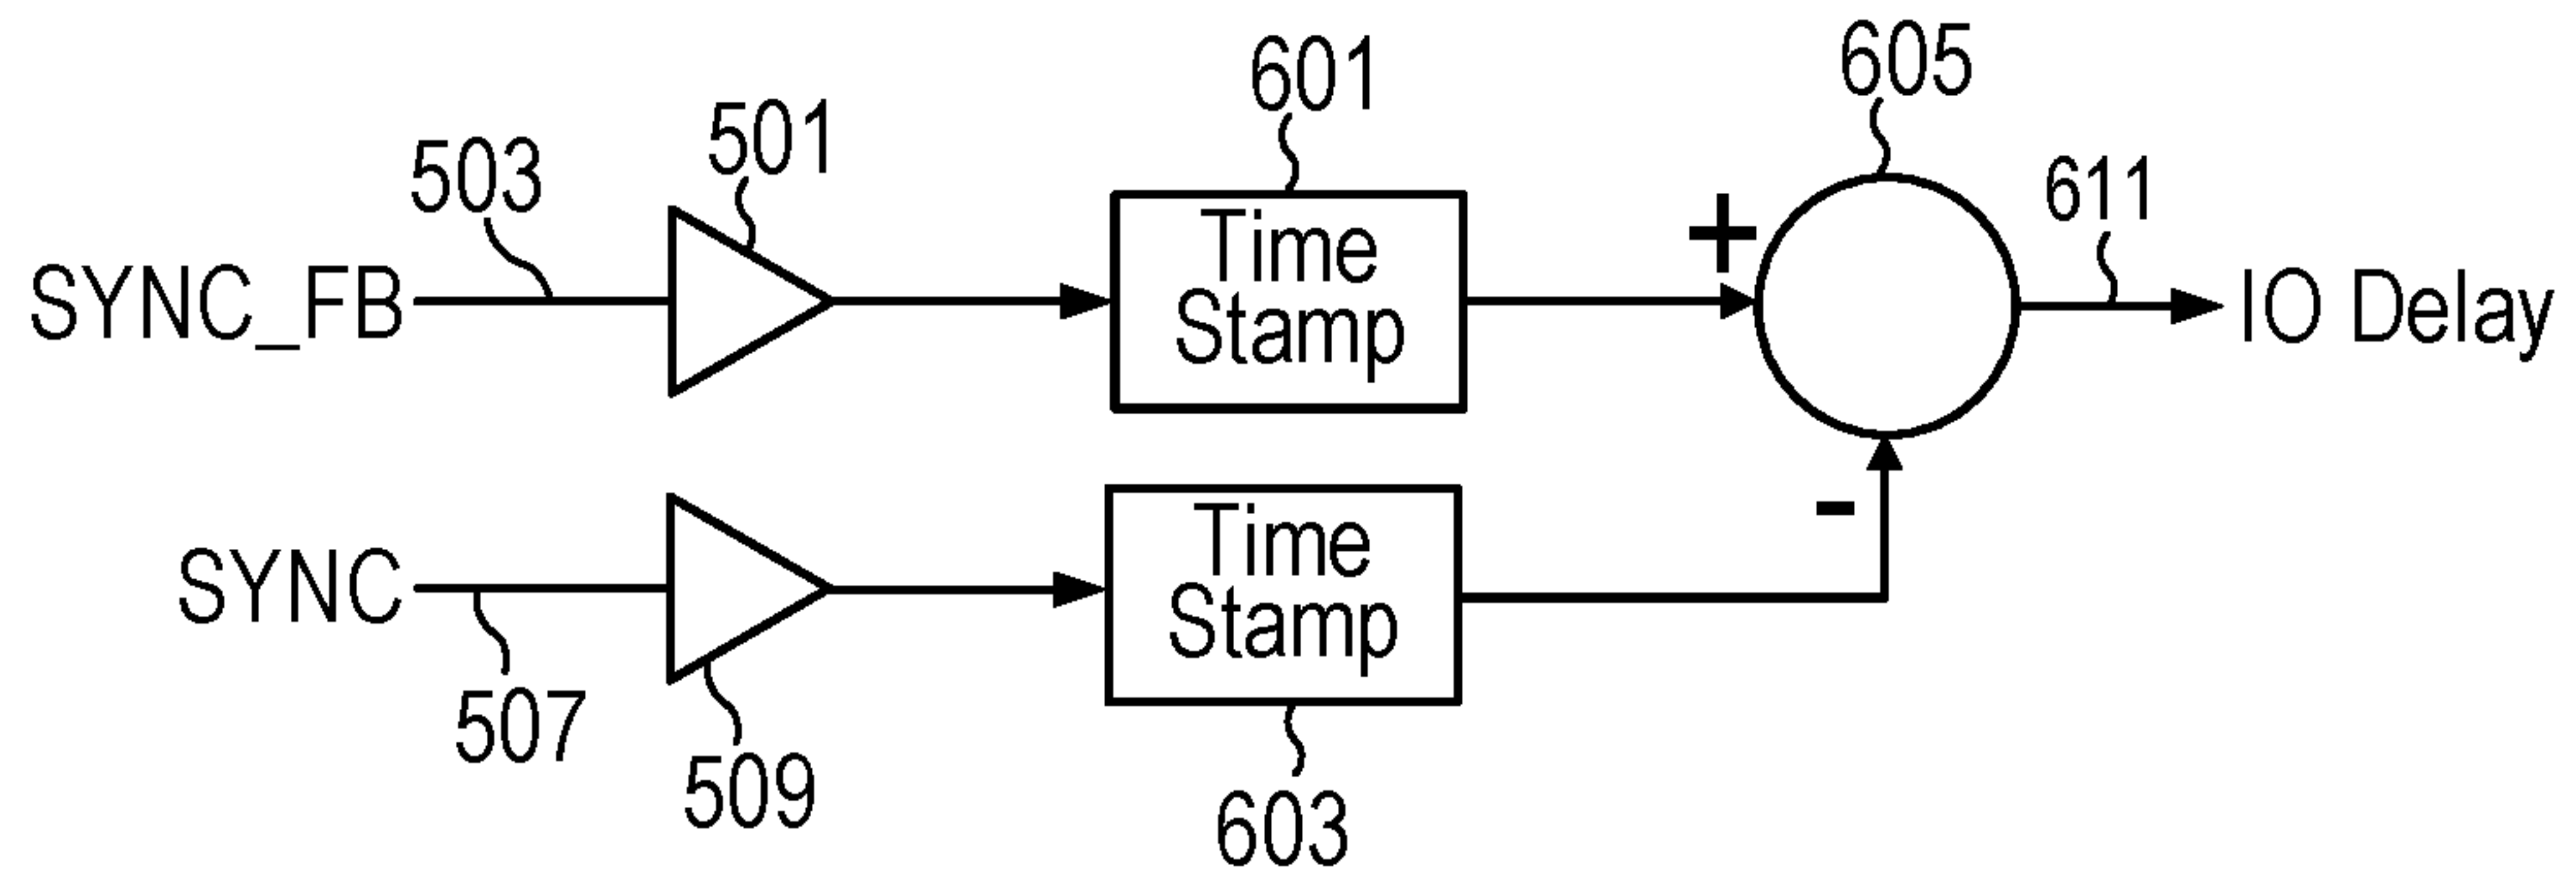 605
601
501
611
503
+
Time
Stamp
SYNC_FB
IO Delay
-
Time
Stamp
SYNC
507
509
603